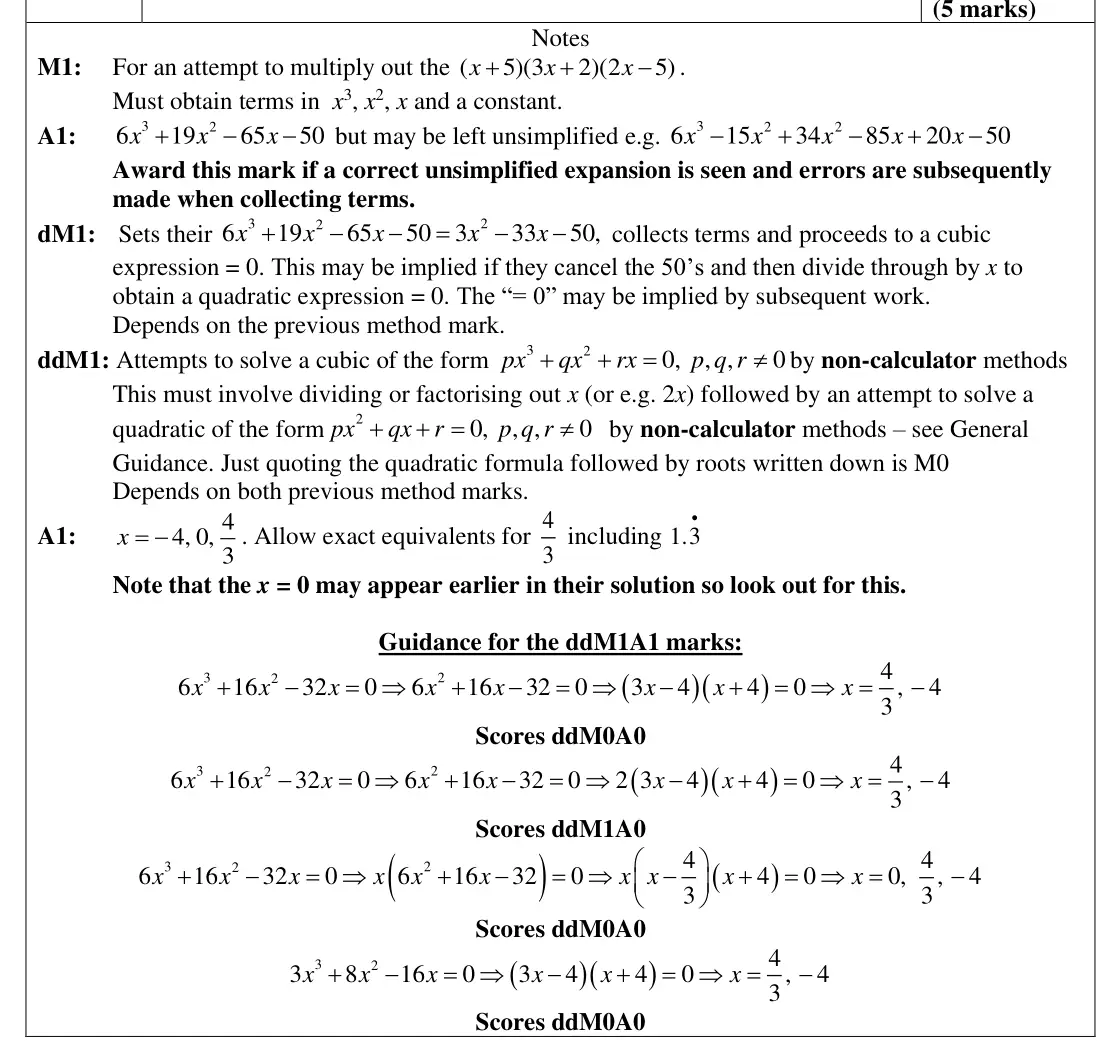 (5 marks)
Notes
M1: For an attempt to multiply out the (x + 5)(3x + 2)(2x − 5).
Must obtain terms in x³, x², x and a constant.
A1: 6x³ + 19x² − 65x − 50 but may be left unsimplified e.g. 6x³ − 15x² + 34x² − 85x + 20x − 50
Award this mark if a correct unsimplified expansion is seen and errors are subsequently
made when collecting terms.
dM1: Sets their 6x³ + 19x² − 65x − 50 = 3x² − 33x − 50, collects terms and proceeds to a cubic
expression = 0. This may be implied if they cancel the 50’s and then divide through by x to
obtain a quadratic expression = 0. The “= 0” may be implied by subsequent work.
Depends on the previous method mark.
ddM1: Attempts to solve a cubic of the form px³ + qx² + rx = 0, p, q, r ≠ 0 by non-calculator methods
This must involve dividing or factorising out x (or e.g. 2x) followed by an attempt to solve a
quadratic of the form px² + qx + r = 0, p, q, r ≠ 0 by non-calculator methods – see General
Guidance. Just quoting the quadratic formula followed by roots written down is M0
Depends on both previous method marks.
A1: x = −4, 0, 4/3. Allow exact equivalents for 4/3 including 1.3̇
Note that the x = 0 may appear earlier in their solution so look out for this.
Guidance for the ddM1A1 marks:
6x³ + 16x² − 32x = 0 ⇒ 6x² + 16x − 32 = 0 ⇒ (3x − 4)(x + 4) = 0 ⇒ x = 4/3, −4
Scores ddM0A0
6x³ + 16x² − 32x = 0 ⇒ 6x² + 16x − 32 = 0 ⇒ 2(3x − 4)(x + 4) = 0 ⇒ x = 4/3, −4
Scores ddM1A0
6x³ + 16x² − 32x = 0 ⇒ x(6x² + 16x − 32) = 0 ⇒ x(x − 4/3)(x + 4) = 0 ⇒ x = 0, 4/3, −4
Scores ddM0A0
3x³ + 8x² − 16x = 0 ⇒ (3x − 4)(x + 4) = 0 ⇒ x = 4/3, −4
Scores ddM0A0